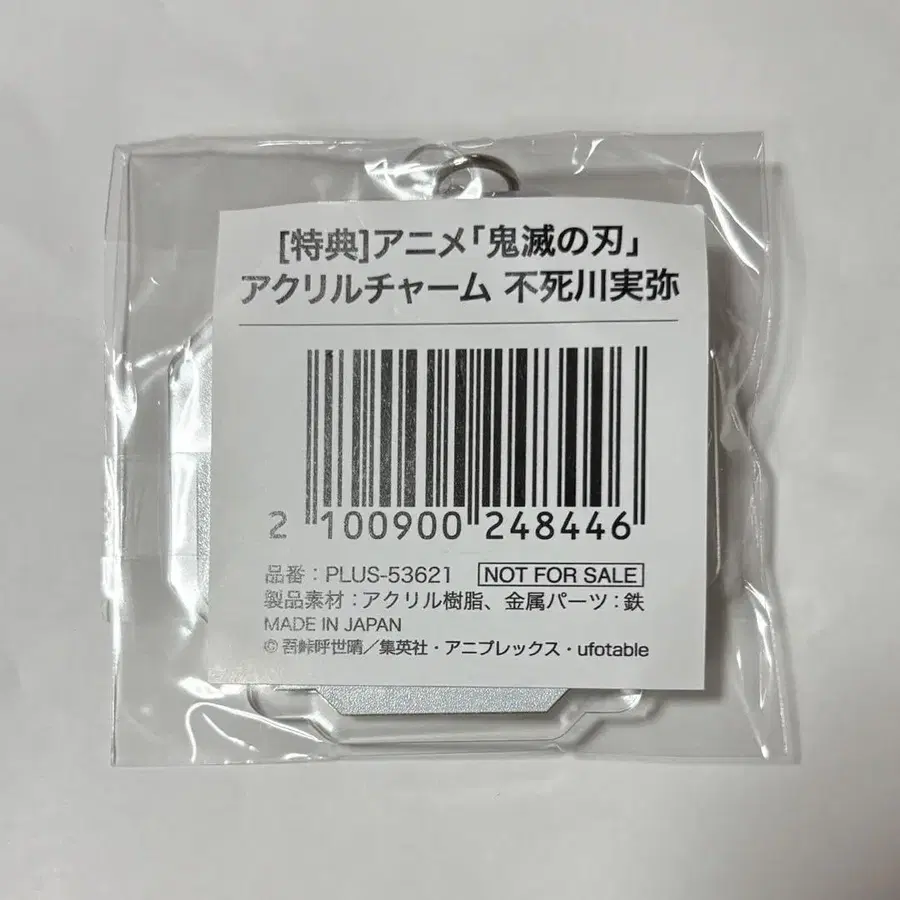 [特典]アニメ「鬼滅の刃」
アクリルチャーム 不死川実弥
2 100900 248446
品番：PLUS-53621 NOT FOR SALE
製品素材：アクリル樹脂、金属パーツ：鉄
MADE IN JAPAN
© 吾峠呼世晴／集英社・アニプレックス・ufotable